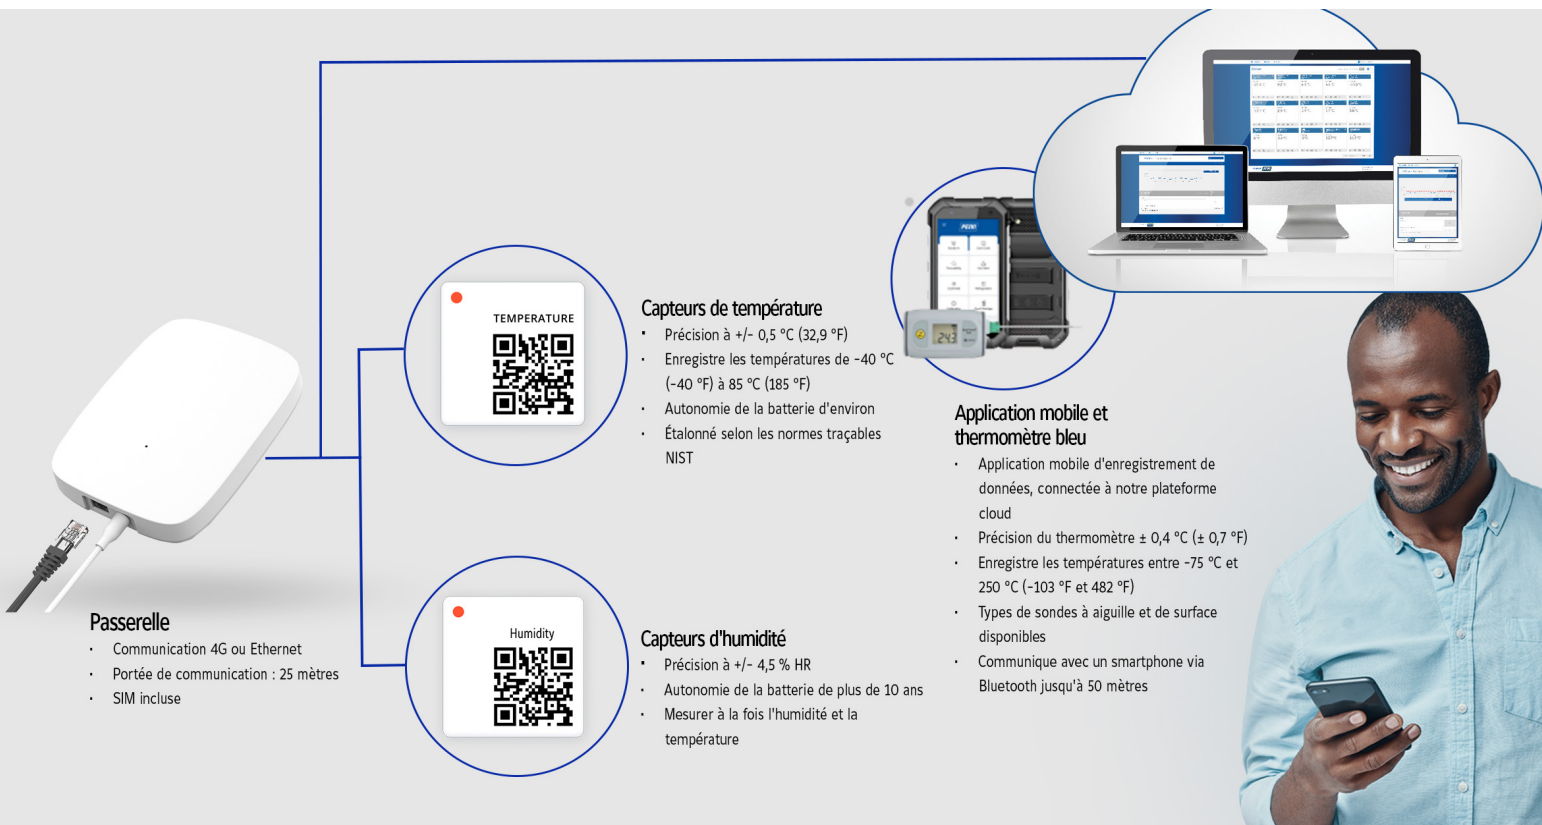 TEMPERATURE
Capteurs de température
· Précision à +/- 0,5 °C (32,9 °F)
· Enregistre les températures de -40 °C
(-40 °F) à 85 °C (185 °F)
· Autonomie de la batterie d'environ
· Étalonné selon les normes traçables
NIST
PENN
243
Application mobile et
thermomètre bleu
· Application mobile d'enregistrement de
données, connectée à notre plateforme
cloud
· Précision du thermomètre ± 0,4 °C (± 0,7 °F)
· Enregistre les températures entre -75 °C et
250 °C (-103 °F et 482 °F)
· Types de sondes à aiguille et de surface
disponibles
· Communique avec un smartphone via
Bluetooth jusqu'à 50 mètres
Passerelle
· Communication 4G ou Ethernet
· Portée de communication : 25 mètres
· SIM incluse
Humidity
Capteurs d'humidité
· Précision à +/- 4,5 % HR
· Autonomie de la batterie de plus de 10 ans
· Mesurer à la fois l'humidité et la
température